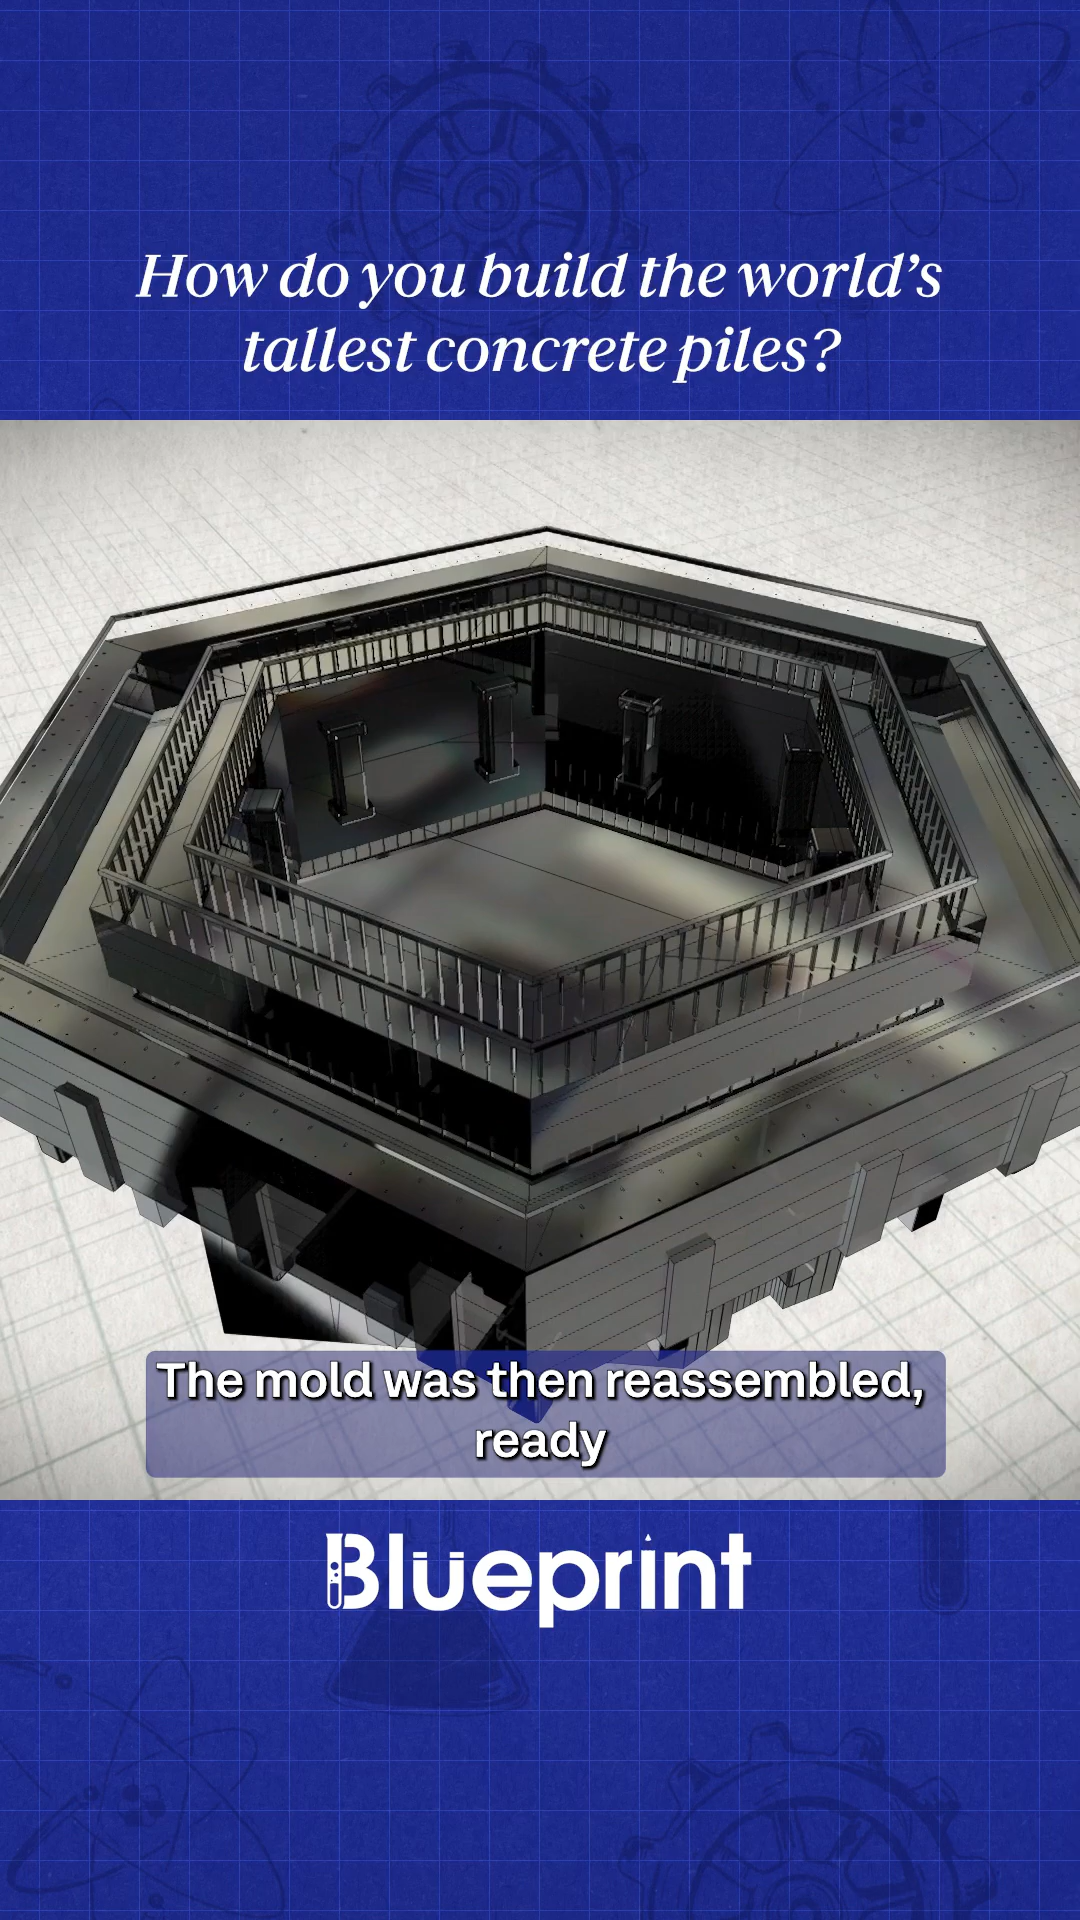 How do you build the world’s
tallest concrete piles?
The mold was then reassembled,
ready
Blueprint